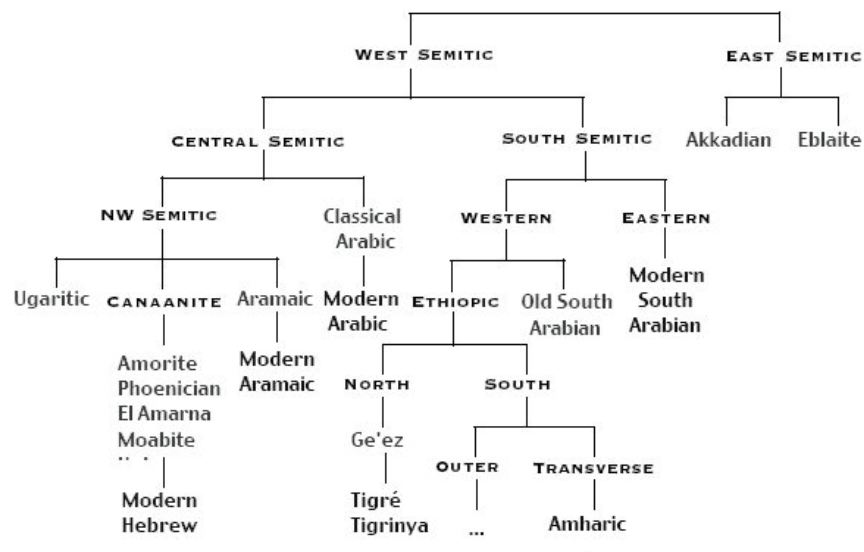 WEST SEMITIC
EAST SEMITIC
CENTRAL SEMITIC
SOUTH SEMITIC
Akkadian
Eblaite
NW SEMITIC
Classical
Arabic
WESTERN
EASTERN
Ugaritic
CANAANITE
Aramaic
Modern
Arabic
ETHIOPIC
Old South
Arabian
Modern
South
Arabian
Amorite
Phoenician
El Amarna
Moabite
Modern
Aramaic
NORTH
SOUTH
Ge'ez
OUTER
TRANSVERSE
Modern
Hebrew
Tigré
Tigrinya
...
Amharic